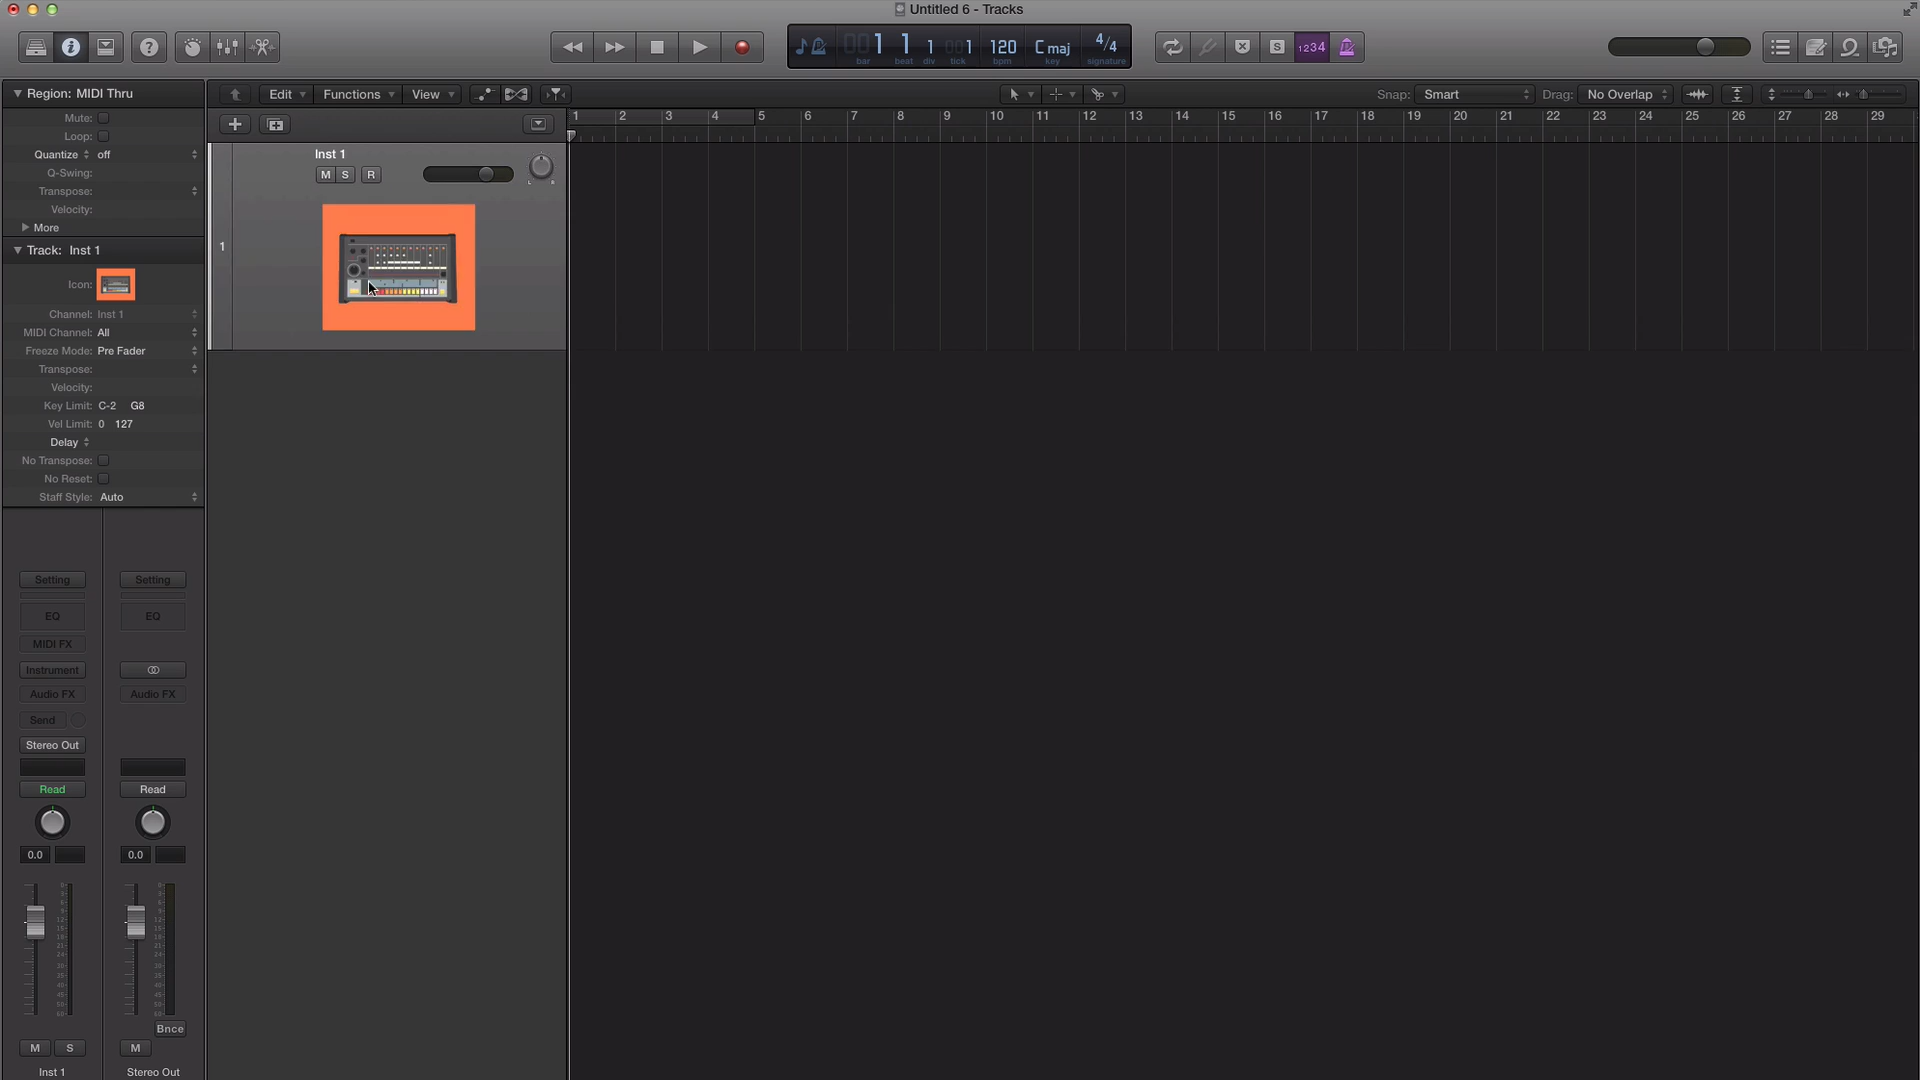 Untitled 6 - Tracks
1 1 1 1 120 C maj 4/4
bar beat div tick bpm key signature
S 1234
Region: MIDI Thru
Edit Functions View Snap: Smart Drag: No Overlap
Mute:
Loop:
Quantize off
Q-Swing:
Transpose:
Velocity:
More
1 2 3 4 5 6 7 8 9 10 11 12 13 14 15 16 17 18 19 20 21 22 23 24 25 26 27 28 29
Inst 1
M S R
L R
1
Track: Inst 1
Icon:
Channel: Inst 1
MIDI Channel: All
Freeze Mode: Pre Fader
Transpose:
Velocity:
Key Limit: C-2 G8
Vel Limit: 0 127
Delay
No Transpose:
No Reset:
Staff Style: Auto
Setting Setting
EQ EQ
MIDI FX
Instrument
Audio FX Audio FX
Send
Stereo Out
Read Read
0.0 0.0
Bnce
M S M
Inst 1 Stereo Out